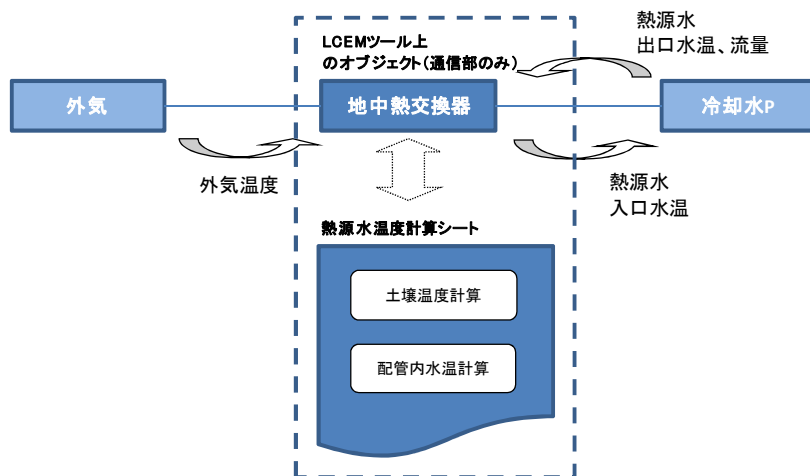 LCEMツール上
のオブジェクト(通信部のみ)
熱源水
出口水温、流量
外気
地中熱交換器
冷却水P
外気温度
熱源水
入口水温
熱源水温度計算シート
土壌温度計算
配管内水温計算